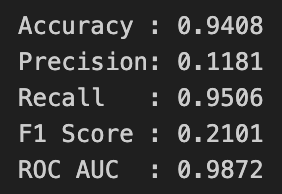 Accuracy : 0.9408
Precision: 0.1181
Recall   : 0.9506
F1 Score : 0.2101
ROC AUC  : 0.9872